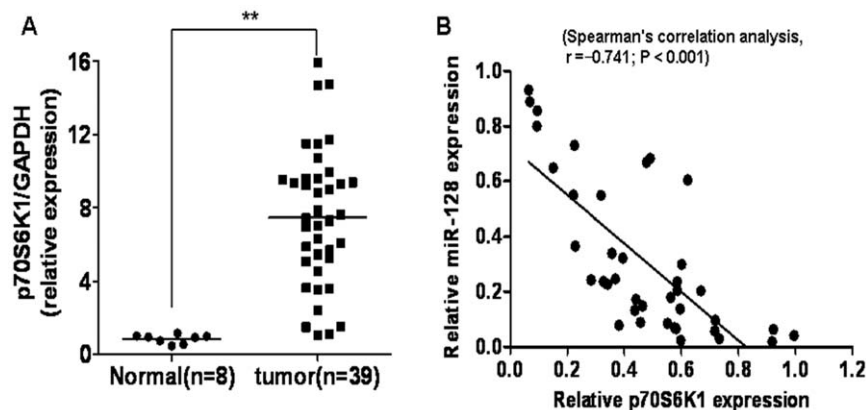 A
**
p70S6K1/GAPDH
(relative expression)
16
12
8
4
0
Normal(n=8) tumor(n=39)
B
(Spearman's correlation analysis,
r=−0.741; P < 0.001)
Relative miR-128 expression
1.0
0.8
0.6
0.4
0.2
0.0
0.0 0.2 0.4 0.6 0.8 1.0 1.2
Relative p70S6K1 expression